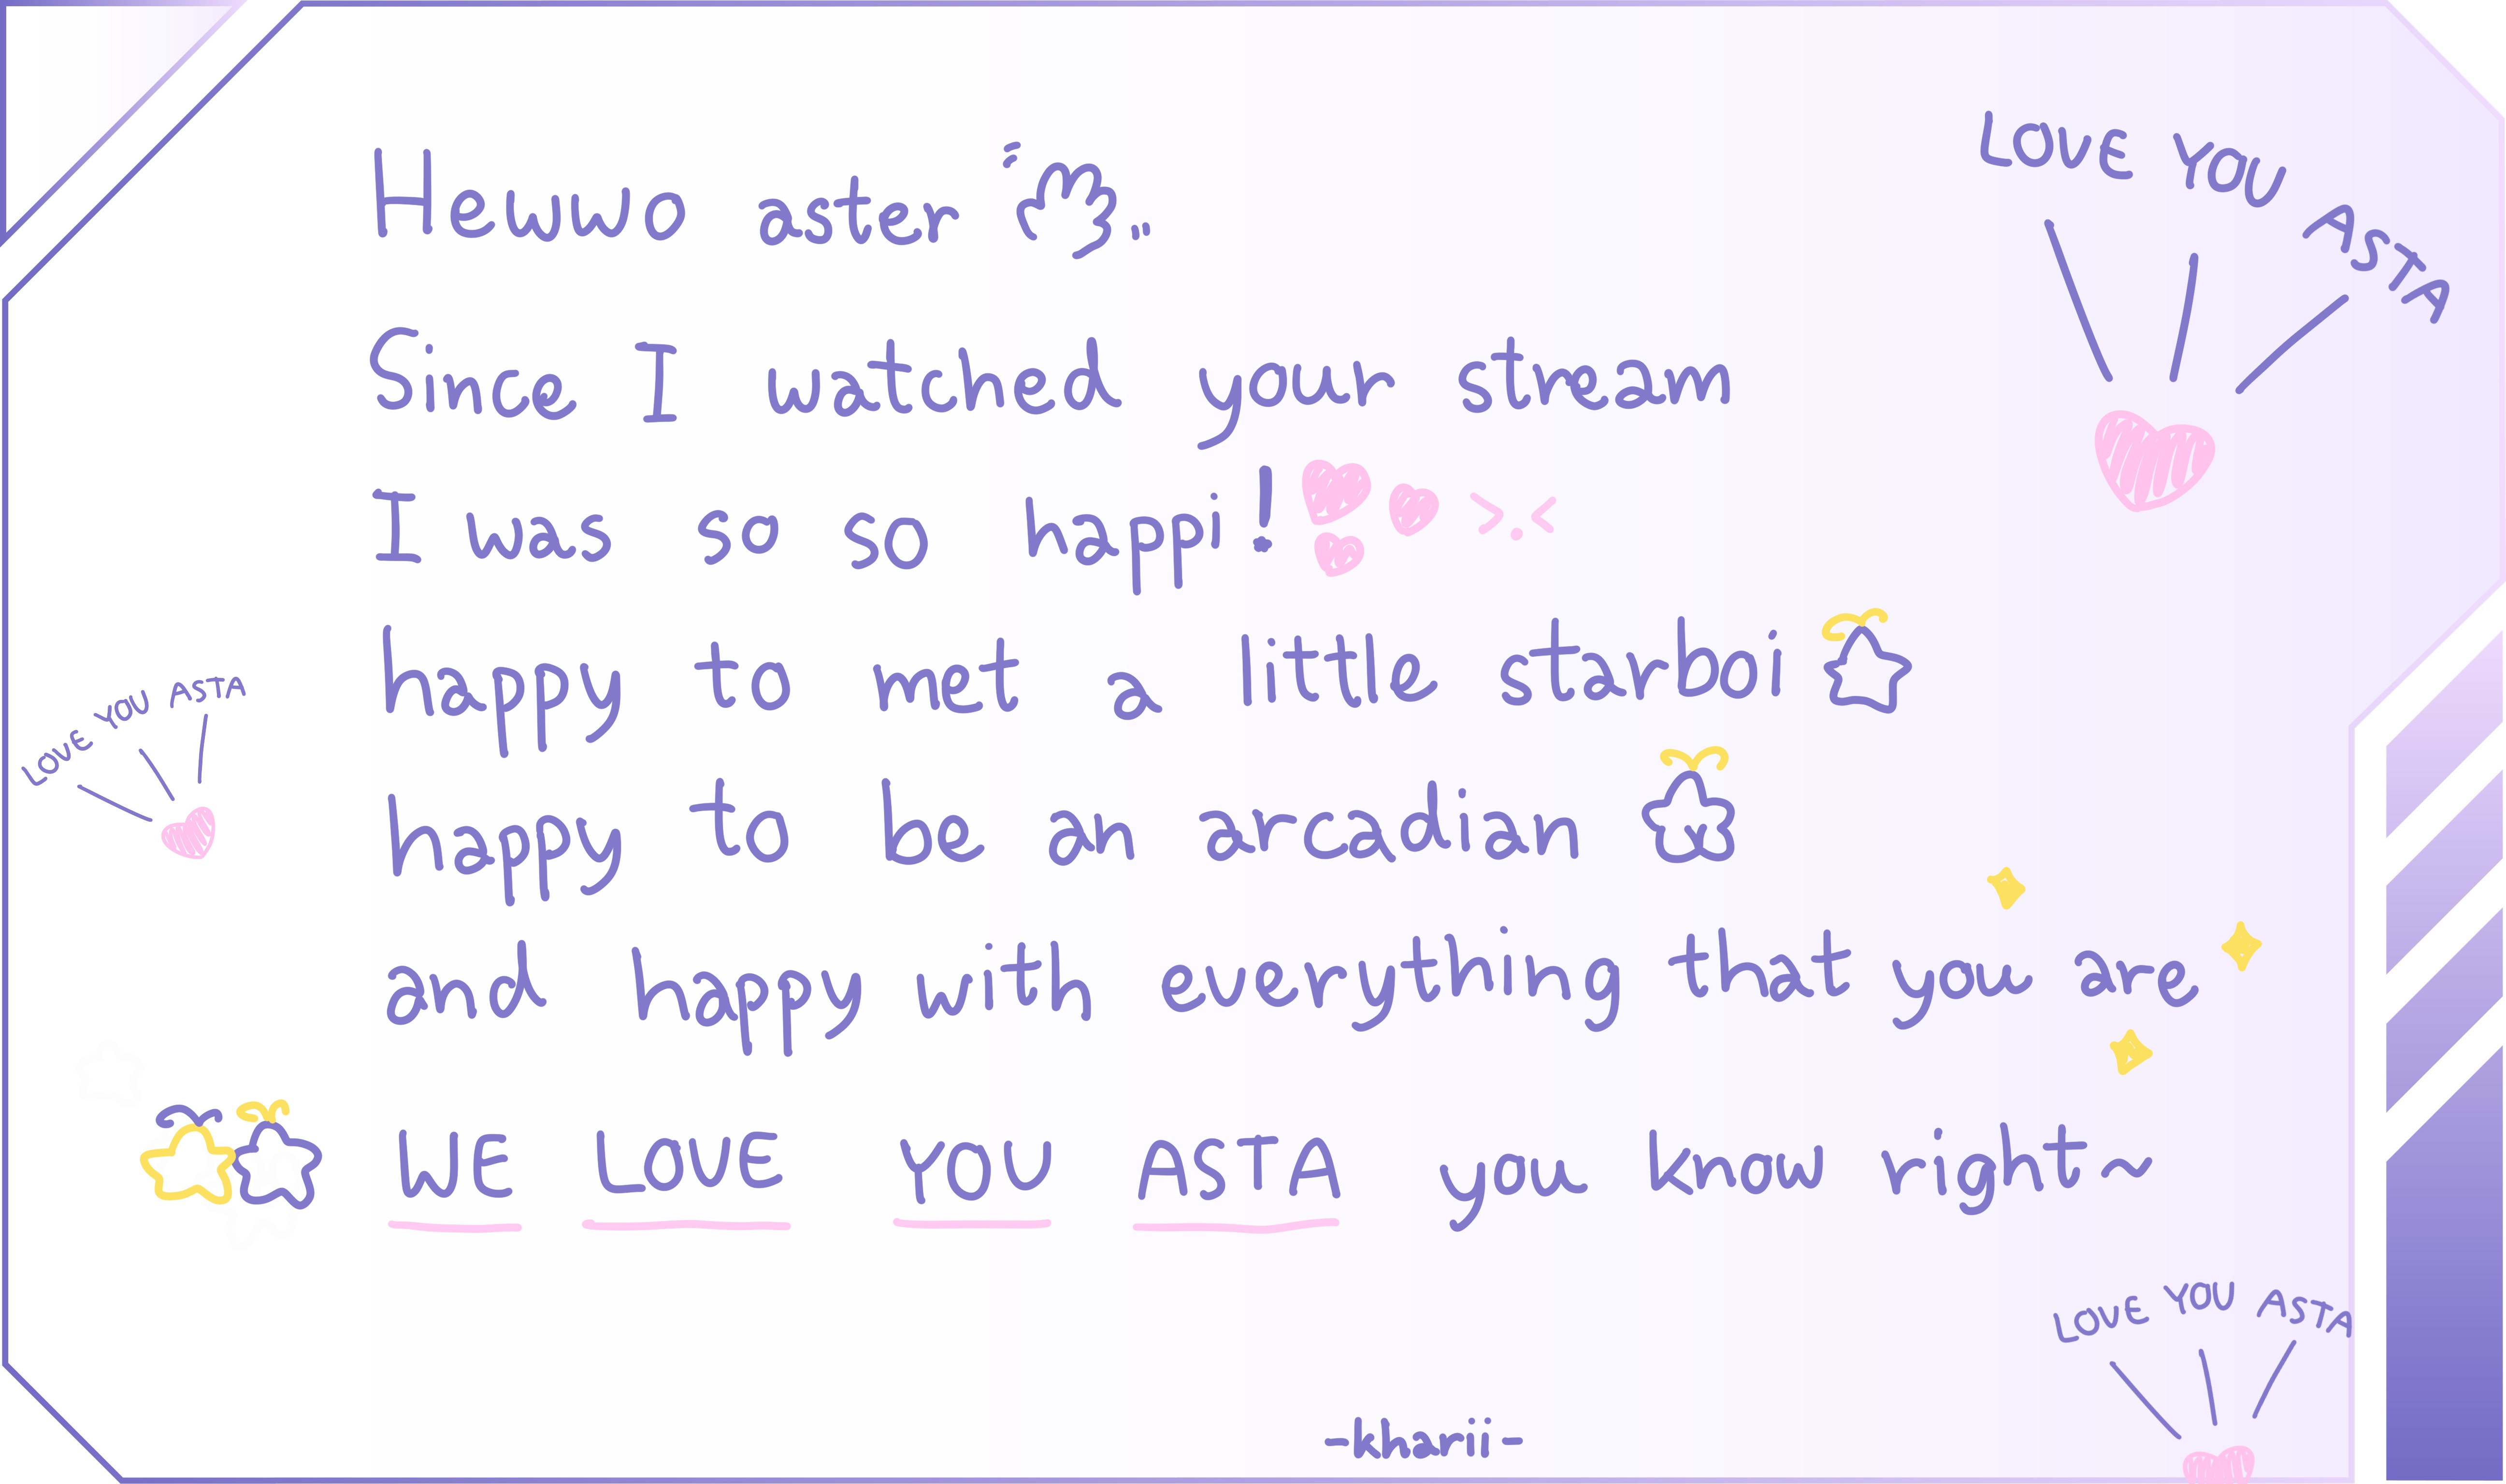 Hewwo aster
LOVE YOU ASTA
Since I watched your stream
I was so so happi! >.<
happy to met a little starboi
LOVE YOU ASTA
happy to be an arcadian
and happy with everything that you are
WE LOVE YOU ASTA you know right~
LOVE YOU ASTA
-kharii-